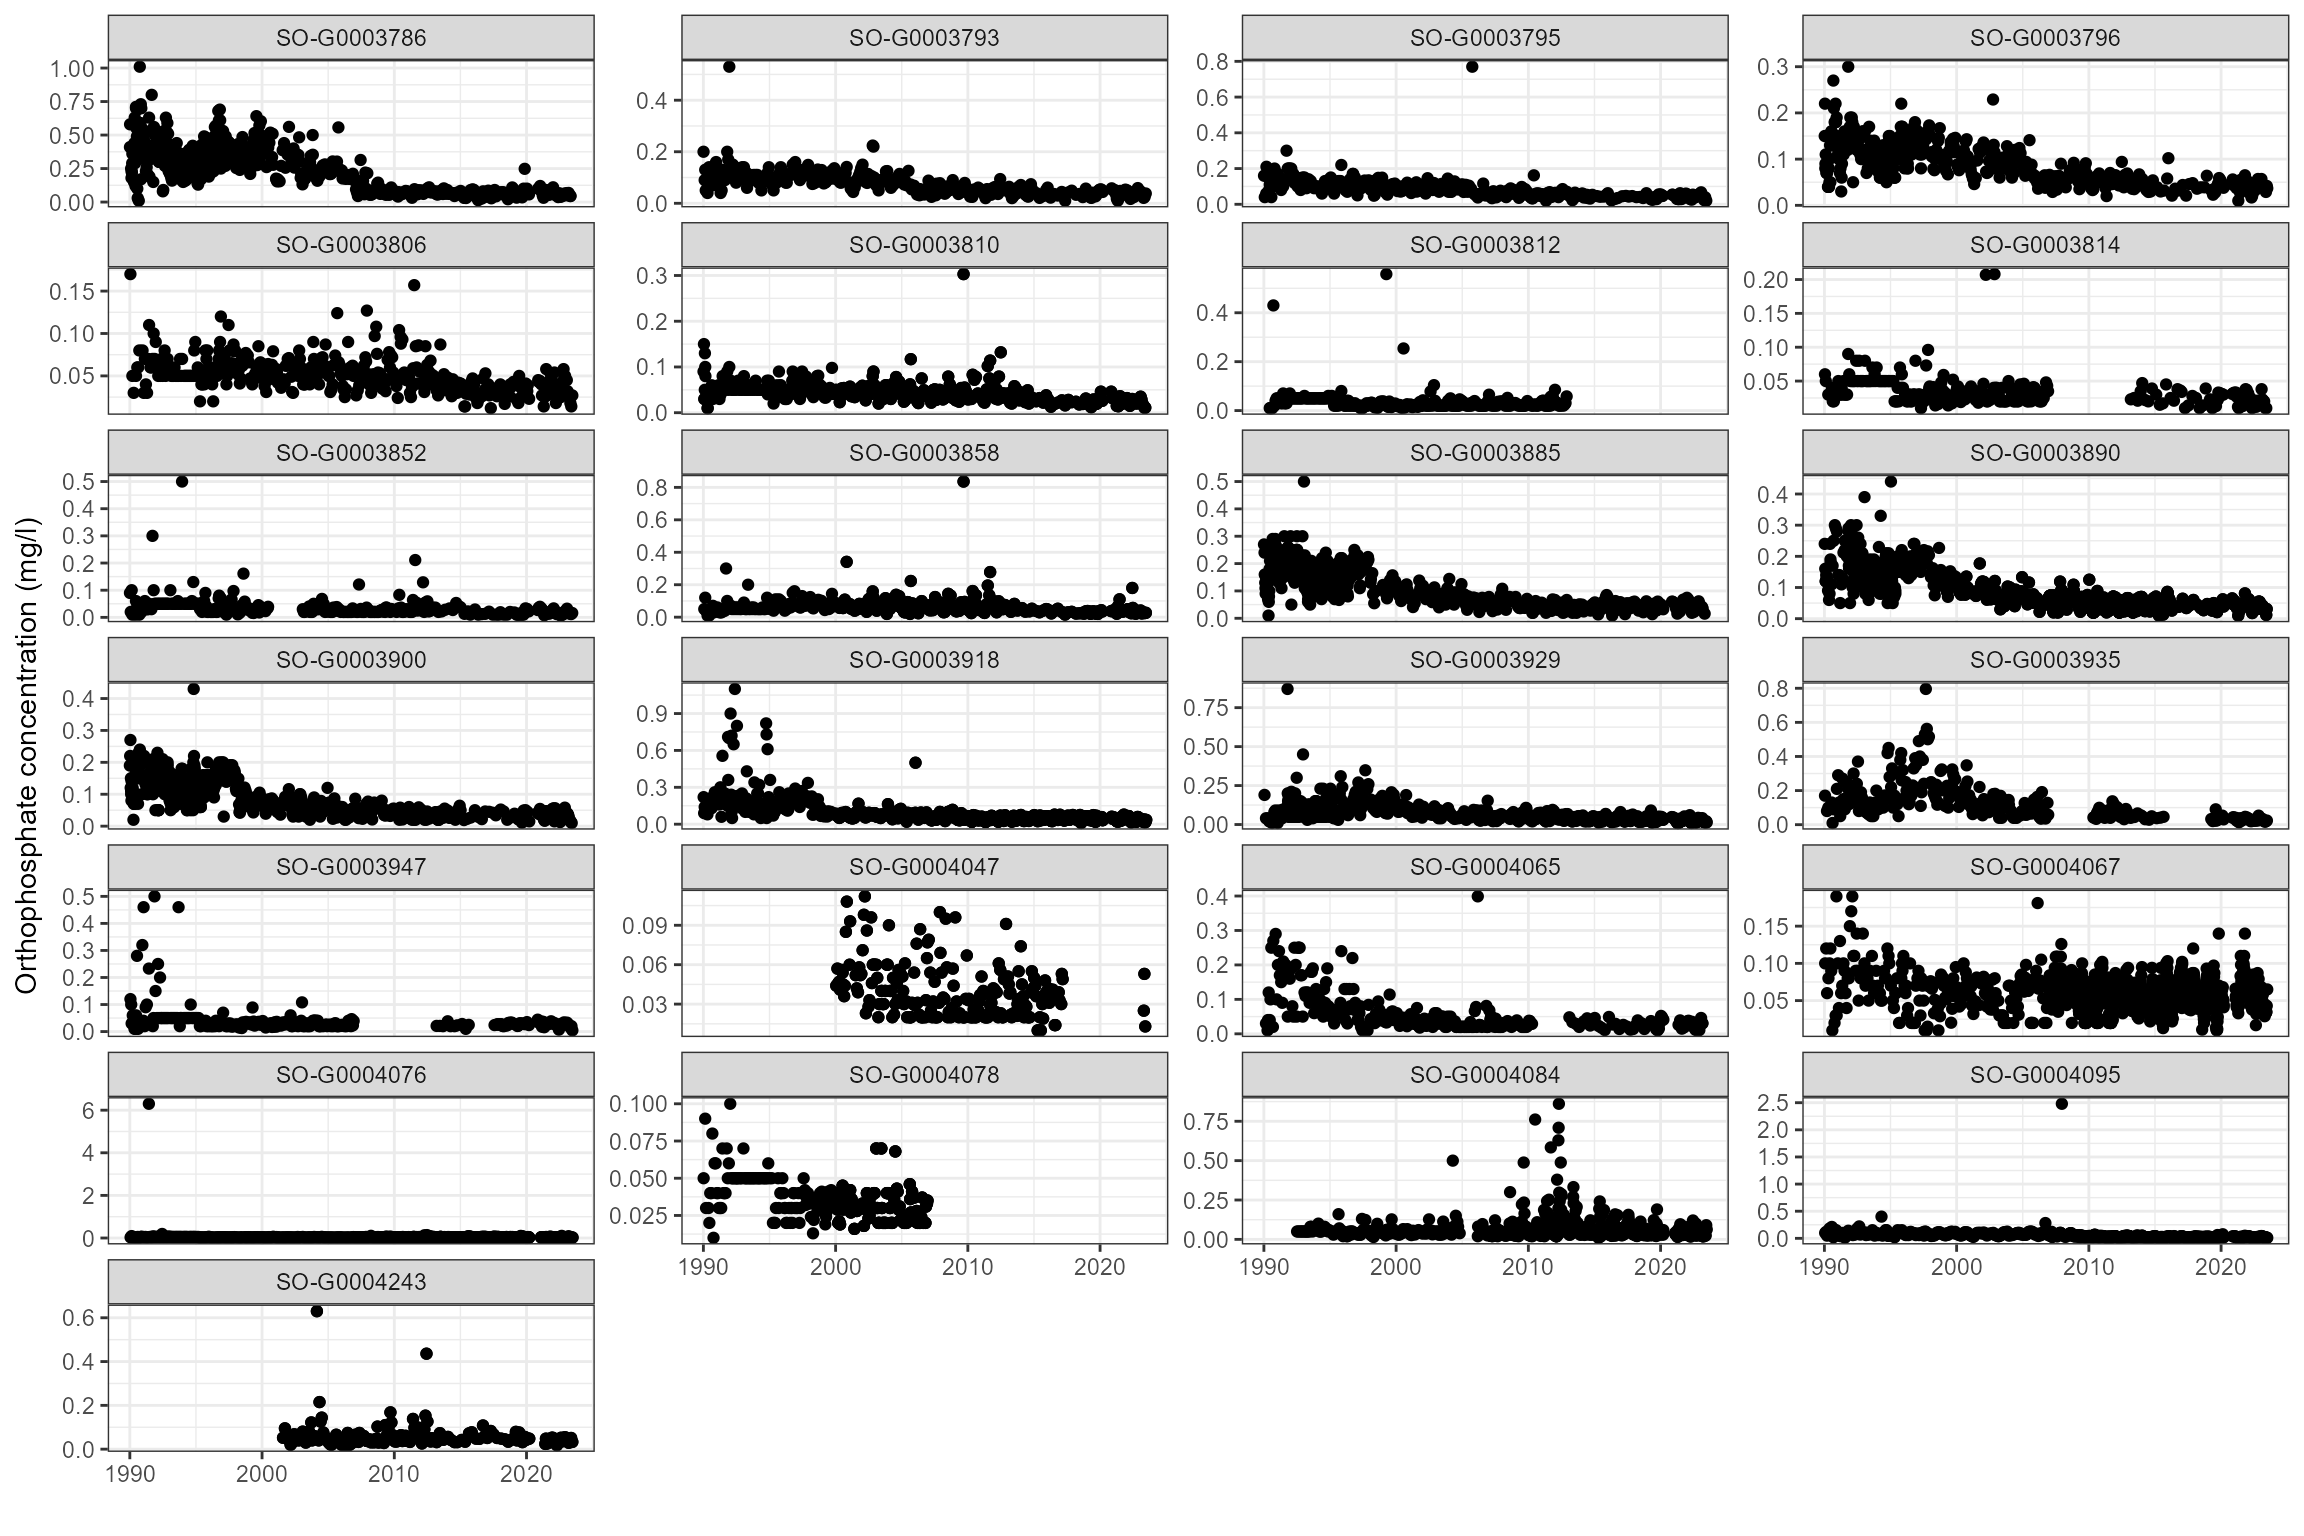 SO-G0003786 SO-G0003793 SO-G0003795 SO-G0003796
1.00 0.75 0.50 0.25 0.00
0.4 0.2 0.0
0.8 0.6 0.4 0.2 0.0
0.3 0.2 0.1 0.0
SO-G0003806 SO-G0003810 SO-G0003812 SO-G0003814
0.15 0.10 0.05
0.3 0.2 0.1 0.0
0.4 0.2 0.0
0.20 0.15 0.10 0.05
SO-G0003852 SO-G0003858 SO-G0003885 SO-G0003890
0.5 0.4 0.3 0.2 0.1 0.0
0.8 0.6 0.4 0.2 0.0
0.5 0.4 0.3 0.2 0.1 0.0
0.4 0.3 0.2 0.1 0.0
Orthophosphate concentration (mg/l)
SO-G0003900 SO-G0003918 SO-G0003929 SO-G0003935
0.4 0.3 0.2 0.1 0.0
0.9 0.6 0.3 0.0
0.75 0.50 0.25 0.00
0.8 0.6 0.4 0.2 0.0
SO-G0003947 SO-G0004047 SO-G0004065 SO-G0004067
0.5 0.4 0.3 0.2 0.1 0.0
0.09 0.06 0.03
0.4 0.3 0.2 0.1 0.0
0.15 0.10 0.05
SO-G0004076 SO-G0004078 SO-G0004084 SO-G0004095
6 4 2 0
0.100 0.075 0.050 0.025
0.75 0.50 0.25 0.00
2.5 2.0 1.5 1.0 0.5 0.0
1990 2000 2010 2020 1990 2000 2010 2020 1990 2000 2010 2020
SO-G0004243
0.6 0.4 0.2 0.0
1990 2000 2010 2020